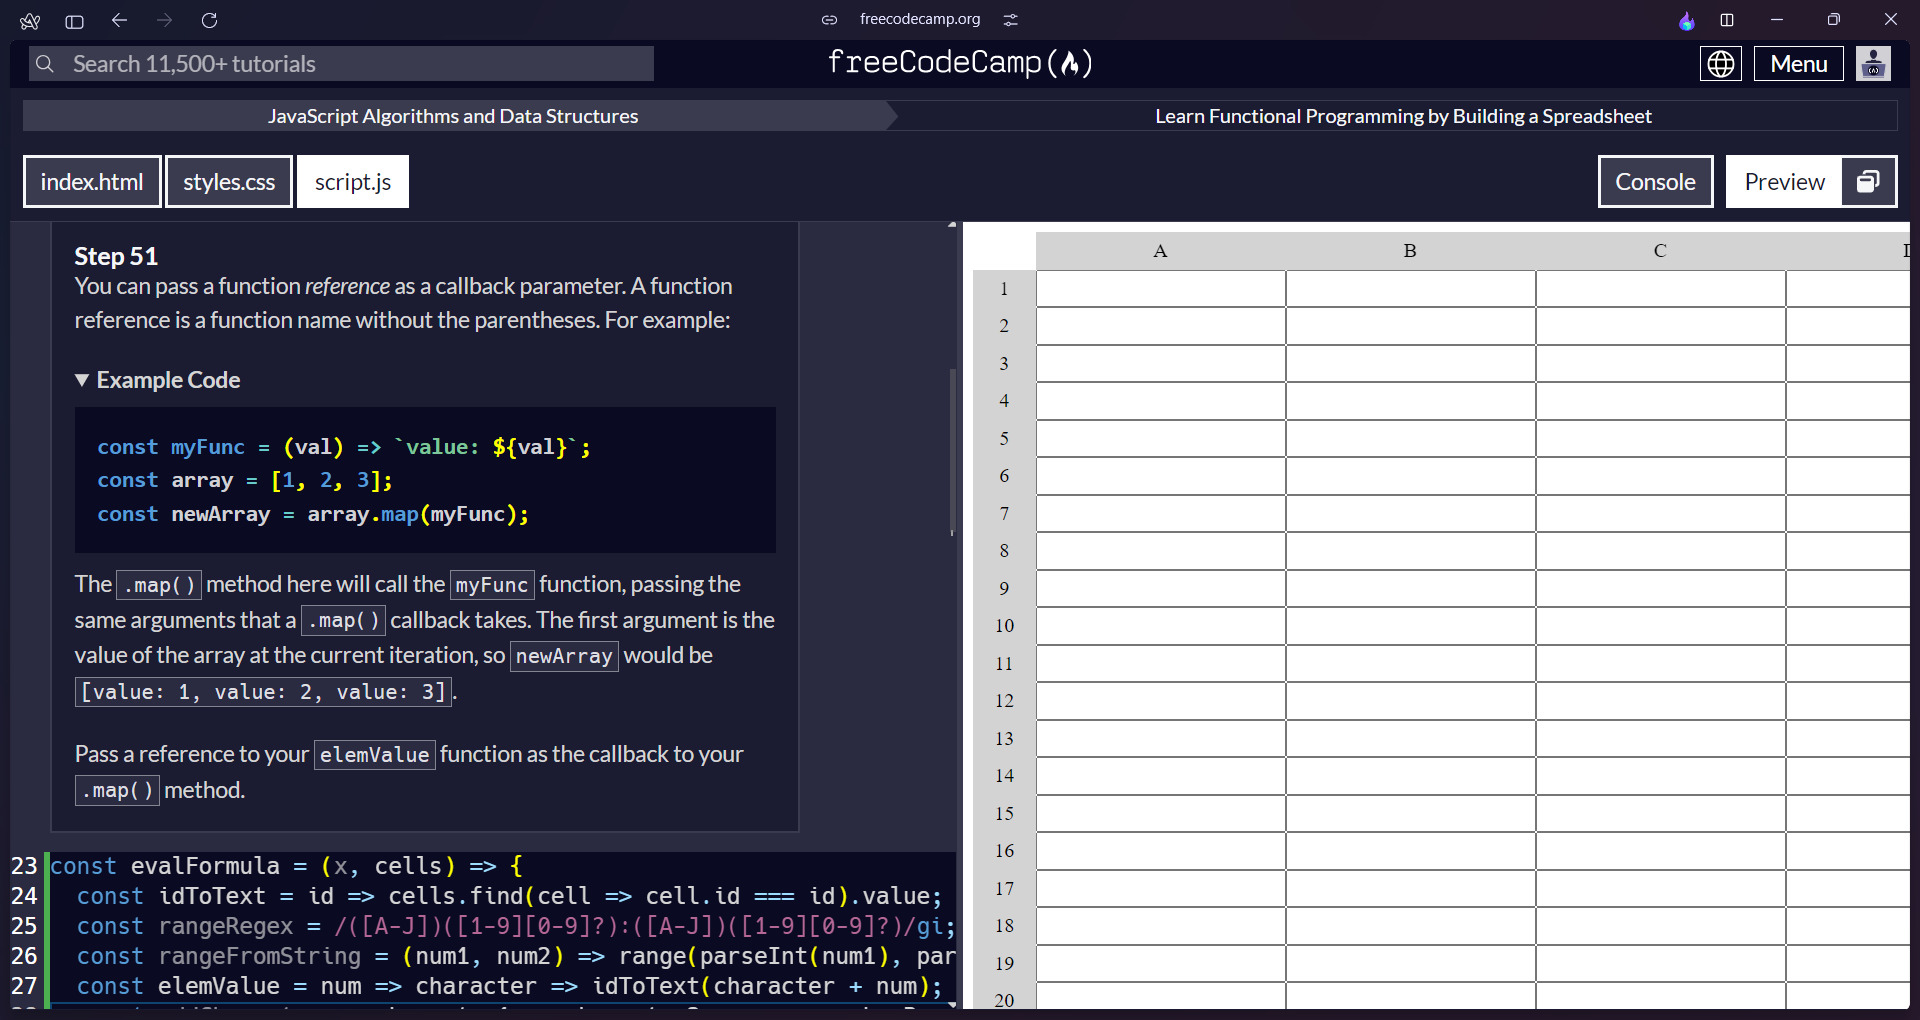 freecodecamp.org
Search 11,500+ tutorials
freeCodeCamp(🔥)
Menu
JavaScript Algorithms and Data Structures
Learn Functional Programming by Building a Spreadsheet
index.html
styles.css
script.js
Console
Preview
Step 51
You can pass a function reference as a callback parameter. A function
reference is a function name without the parentheses. For example:
▼ Example Code
const myFunc = (val) => `value: ${val}`;
const array = [1, 2, 3];
const newArray = array.map(myFunc);
The .map() method here will call the myFunc function, passing the
same arguments that a .map() callback takes. The first argument is the
value of the array at the current iteration, so newArray would be
[value: 1, value: 2, value: 3].
Pass a reference to your elemValue function as the callback to your
.map() method.
23 const evalFormula = (x, cells) => {
24 const idToText = id => cells.find(cell => cell.id === id).value;
25 const rangeRegex = /([A-J])([1-9][0-9]?):([A-J])([1-9][0-9]?)/gi;
26 const rangeFromString = (num1, num2) => range(parseInt(num1), par
27 const elemValue = num => character => idToText(character + num);
A B C
1
2
3
4
5
6
7
8
9
10
11
12
13
14
15
16
17
18
19
20